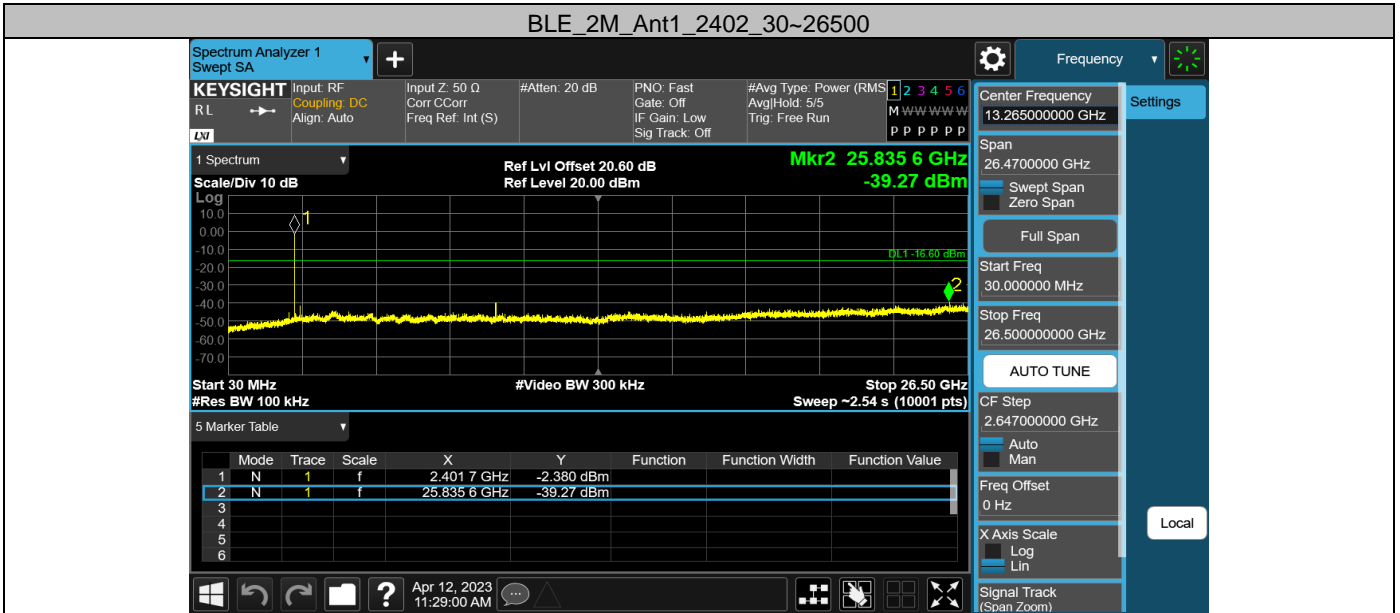 BLE_2M_Ant1_2402_30~26500
Spectrum Analyzer 1
Swept SA
+
Frequency
KEYSIGHT
RL
LXI
Input: RF
Coupling: DC
Align: Auto
Input Z: 50 Ω
Corr CCorr
Freq Ref: Int (S)
#Atten: 20 dB
PNO: Fast
Gate: Off
IF Gain: Low
Sig Track: Off
#Avg Type: Power (RMS
Avg|Hold: 5/5
Trig: Free Run
1 2 3 4 5 6
M W W W W W
P P P P P P
1 Spectrum
Scale/Div 10 dB
Ref Lvl Offset 20.60 dB
Ref Level 20.00 dBm
Mkr2 25.835 6 GHz
-39.27 dBm
Log
10.0
0.00
-10.0
-20.0
-30.0
-40.0
-50.0
-60.0
-70.0
1
DL1 -16.60 dBm
2
Start 30 MHz
#Video BW 300 kHz
Stop 26.50 GHz
#Res BW 100 kHz
Sweep ~2.54 s (10001 pts)
5 Marker Table
Mode Trace Scale X Y Function Function Width Function Value
1 N 1 f 2.401 7 GHz -2.380 dBm
2 N 1 f 25.835 6 GHz -39.27 dBm
3
4
5
6
Center Frequency
13.265000000 GHz
Span
26.4700000 GHz
Swept Span
Zero Span
Full Span
Start Freq
30.000000 MHz
Stop Freq
26.500000000 GHz
AUTO TUNE
CF Step
2.647000000 GHz
Auto
Man
Freq Offset
0 Hz
X Axis Scale
Log
Lin
Signal Track
(Span Zoom)
Settings
Local
?
Apr 12, 2023
11:29:00 AM